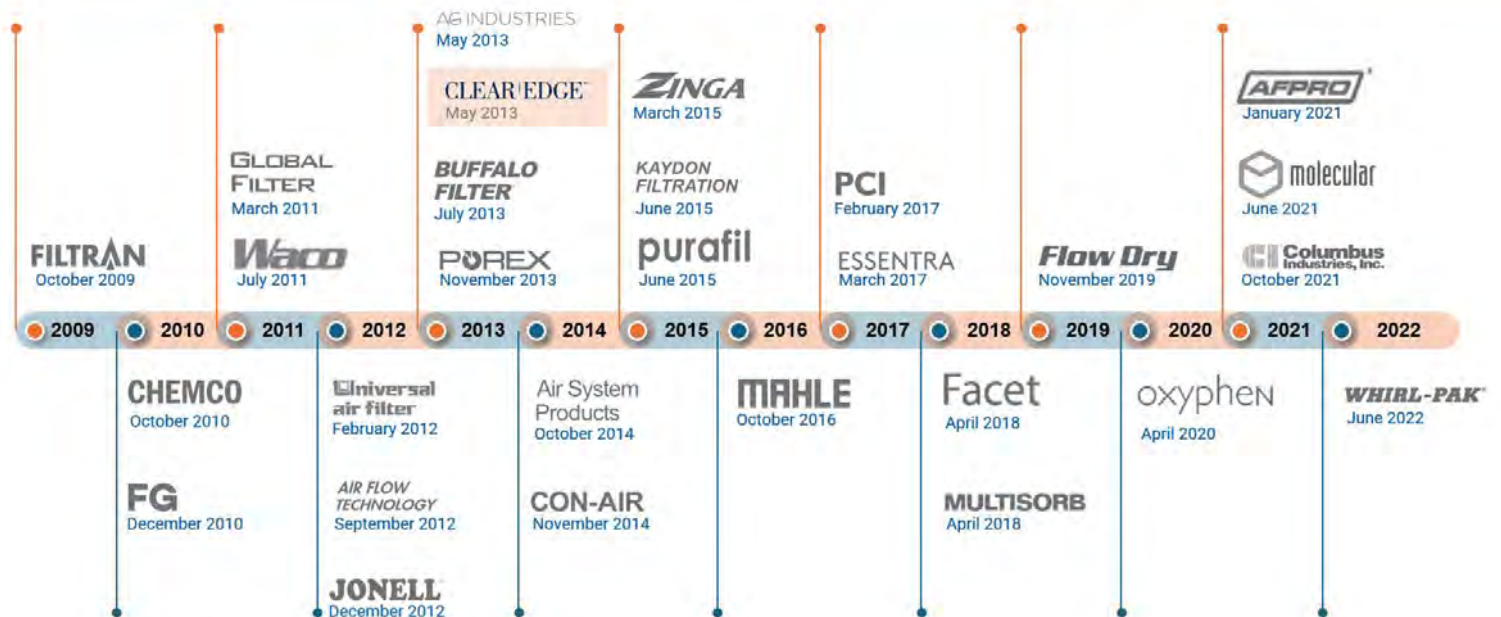 AG INDUSTRIES
May 2013
CLEAR EDGE
May 2013
ZINGA
March 2015
AFPRO
January 2021
GLOBAL
FILTER
March 2011
BUFFALO
FILTER
July 2013
KAYDON
FILTRATION
June 2015
PCI
February 2017
molecular
June 2021
FILTRAN
October 2009
Waco
July 2011
POREX
November 2013
purafil
June 2015
ESSENTRA
March 2017
Flow Dry
November 2019
CI Columbus
Industries, Inc.
October 2021
2009 2010 2011 2012 2013 2014 2015 2016 2017 2018 2019 2020 2021 2022
CHEMCO
October 2010
Universal
air filter
February 2012
Air System
Products
October 2014
MAHLE
October 2016
Facet
April 2018
oxyphen
April 2020
WHIRL-PAK
June 2022
FG
December 2010
AIR FLOW
TECHNOLOGY
September 2012
CON-AIR
November 2014
MULTISORB
April 2018
JONELL
December 2012